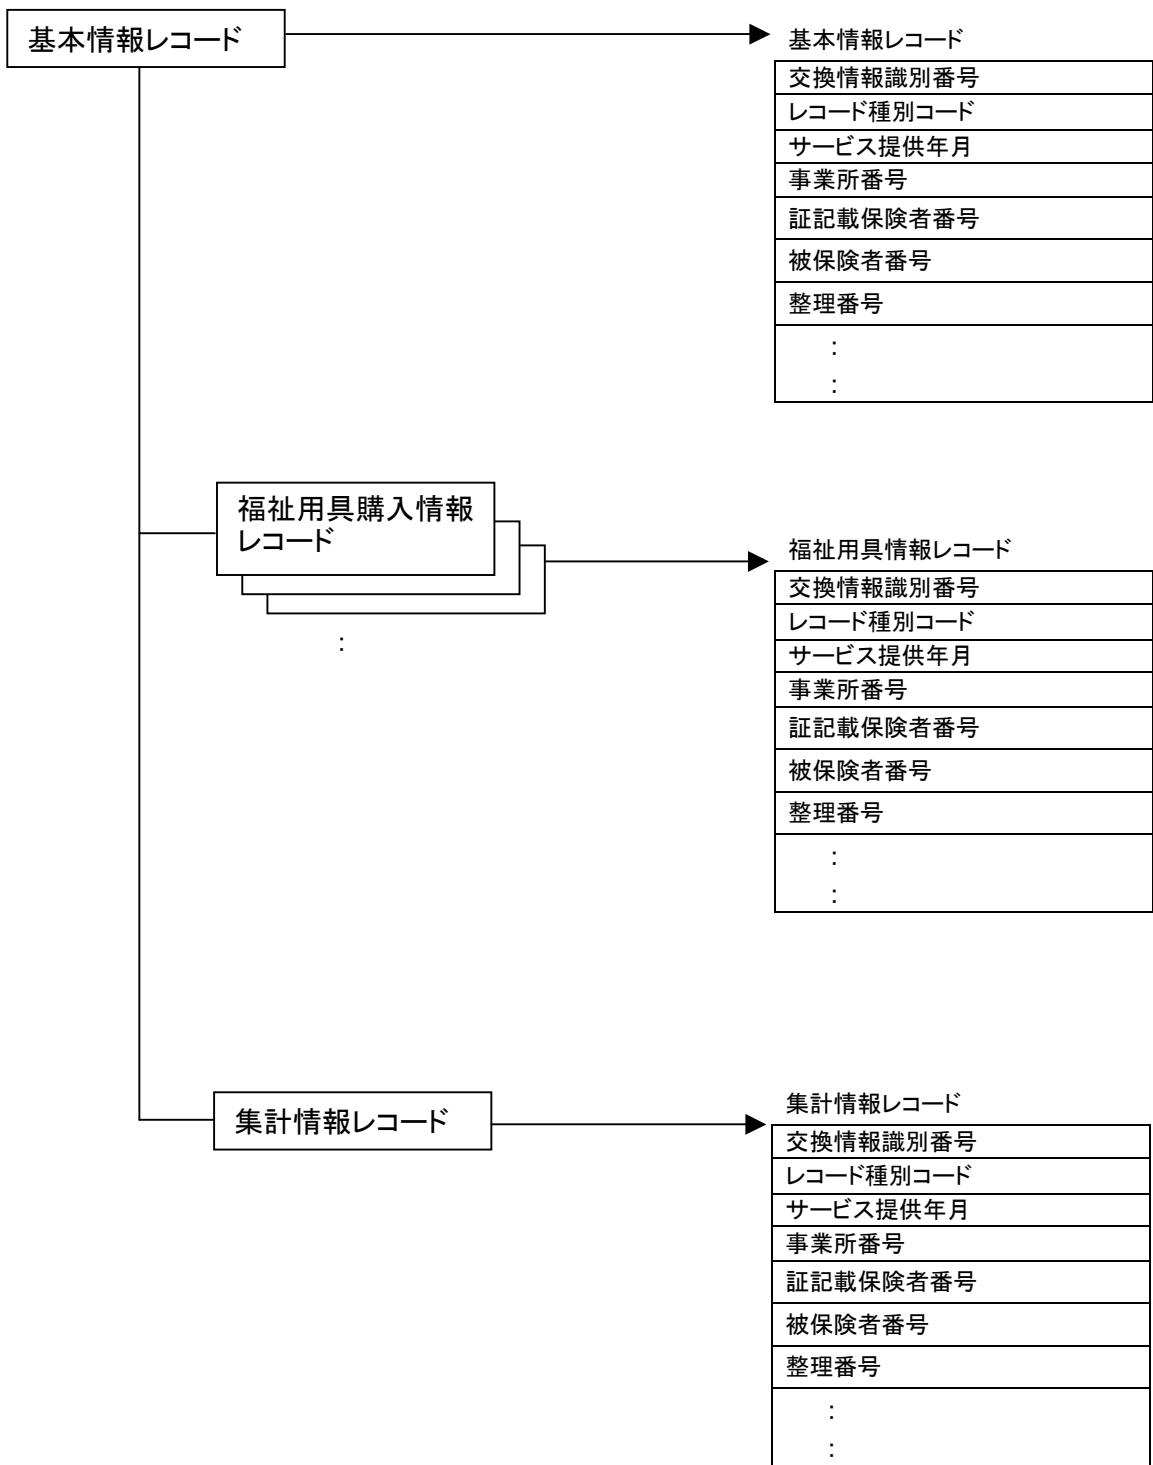 基本情報レコード
基本情報レコード
交換情報識別番号
レコード種別コード
サービス提供年月
事業所番号
証記載保険者番号
被保険者番号
整理番号
:
:
福祉用具購入情報
レコード
:
福祉用具情報レコード
交換情報識別番号
レコード種別コード
サービス提供年月
事業所番号
証記載保険者番号
被保険者番号
整理番号
:
:
集計情報レコード
集計情報レコード
交換情報識別番号
レコード種別コード
サービス提供年月
事業所番号
証記載保険者番号
被保険者番号
整理番号
:
: